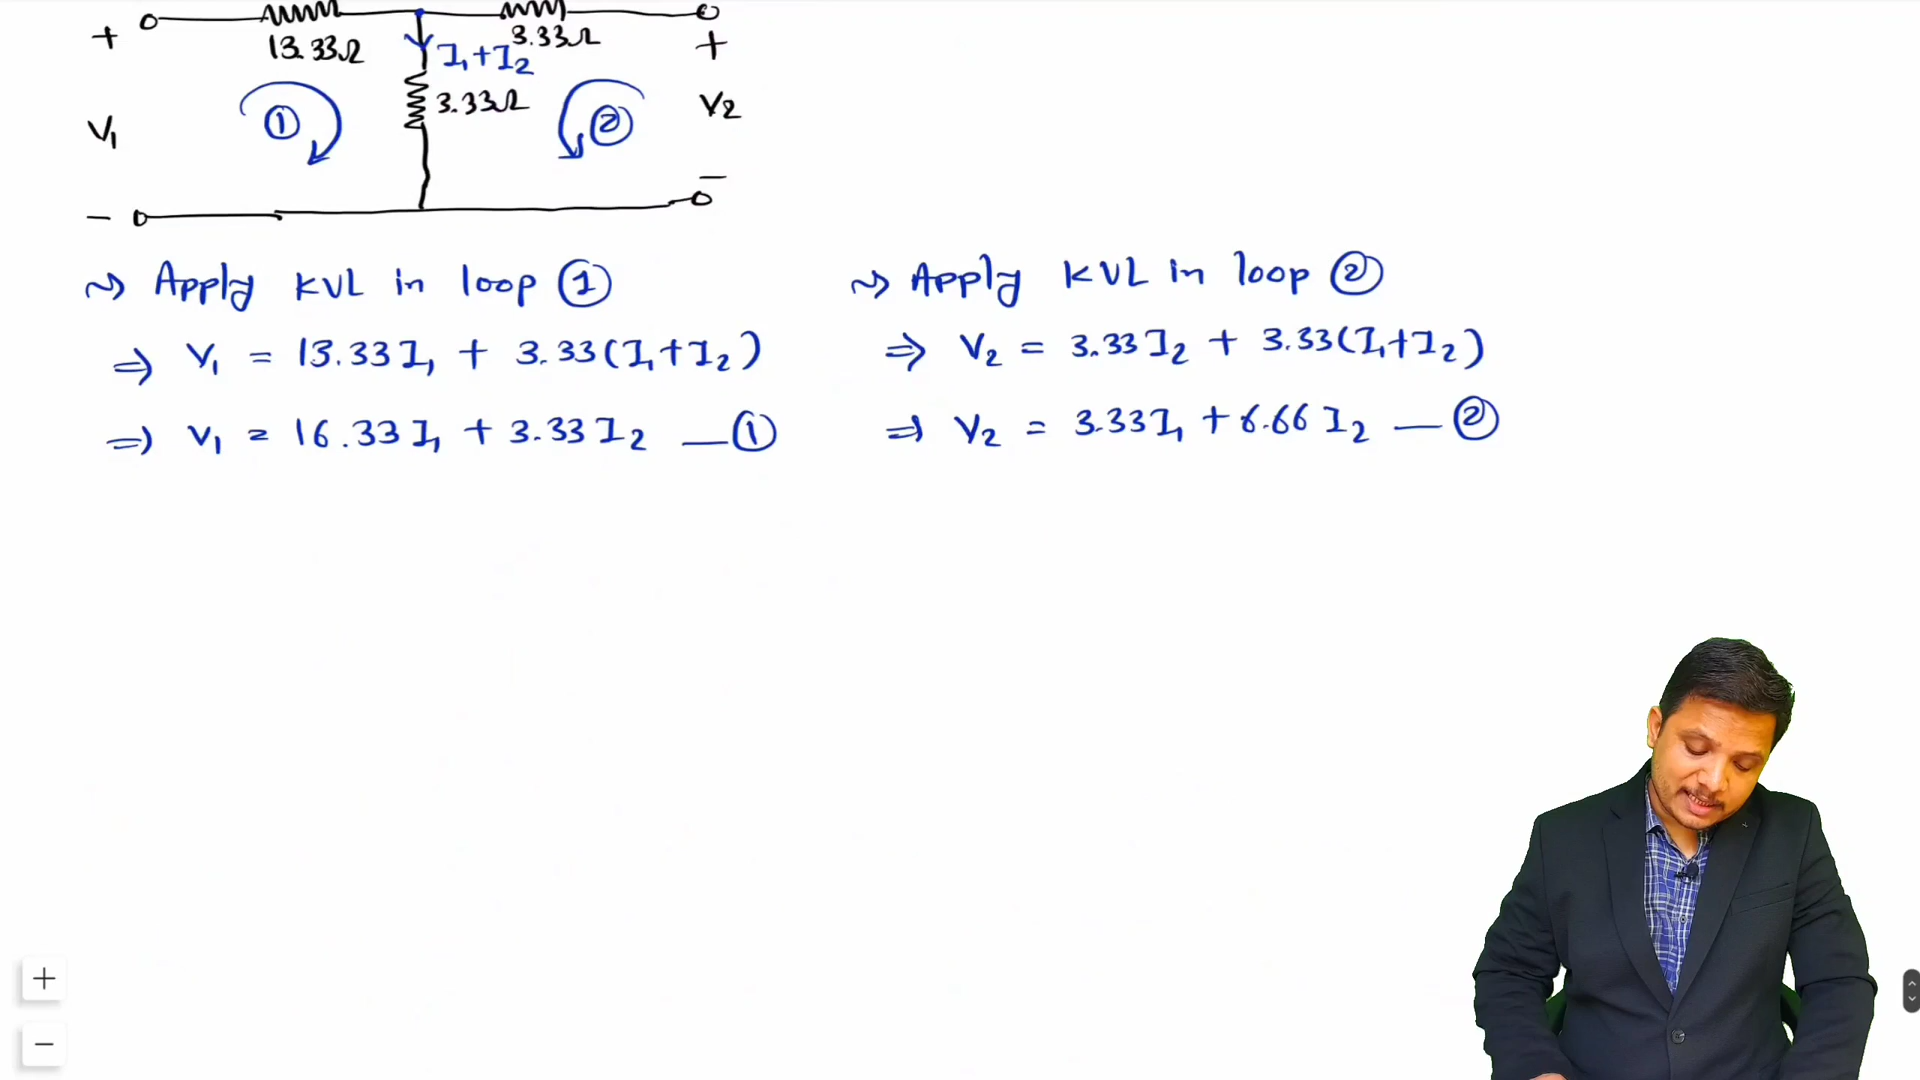 13.33Ω 3.33Ω
+ +
I₁+I₂
3.33Ω
V₁ ① ② V₂
− −
~> Apply KVL in loop ①
⇒ V₁ = 13.33 I₁ + 3.33(I₁+I₂)
⇒ V₁ = 16.33 I₁ + 3.33 I₂ —①
~> Apply KVL in loop ②
⇒ V₂ = 3.33 I₂ + 3.33(I₁+I₂)
⇒ V₂ = 3.33 I₁ + 6.66 I₂ —②
+
−